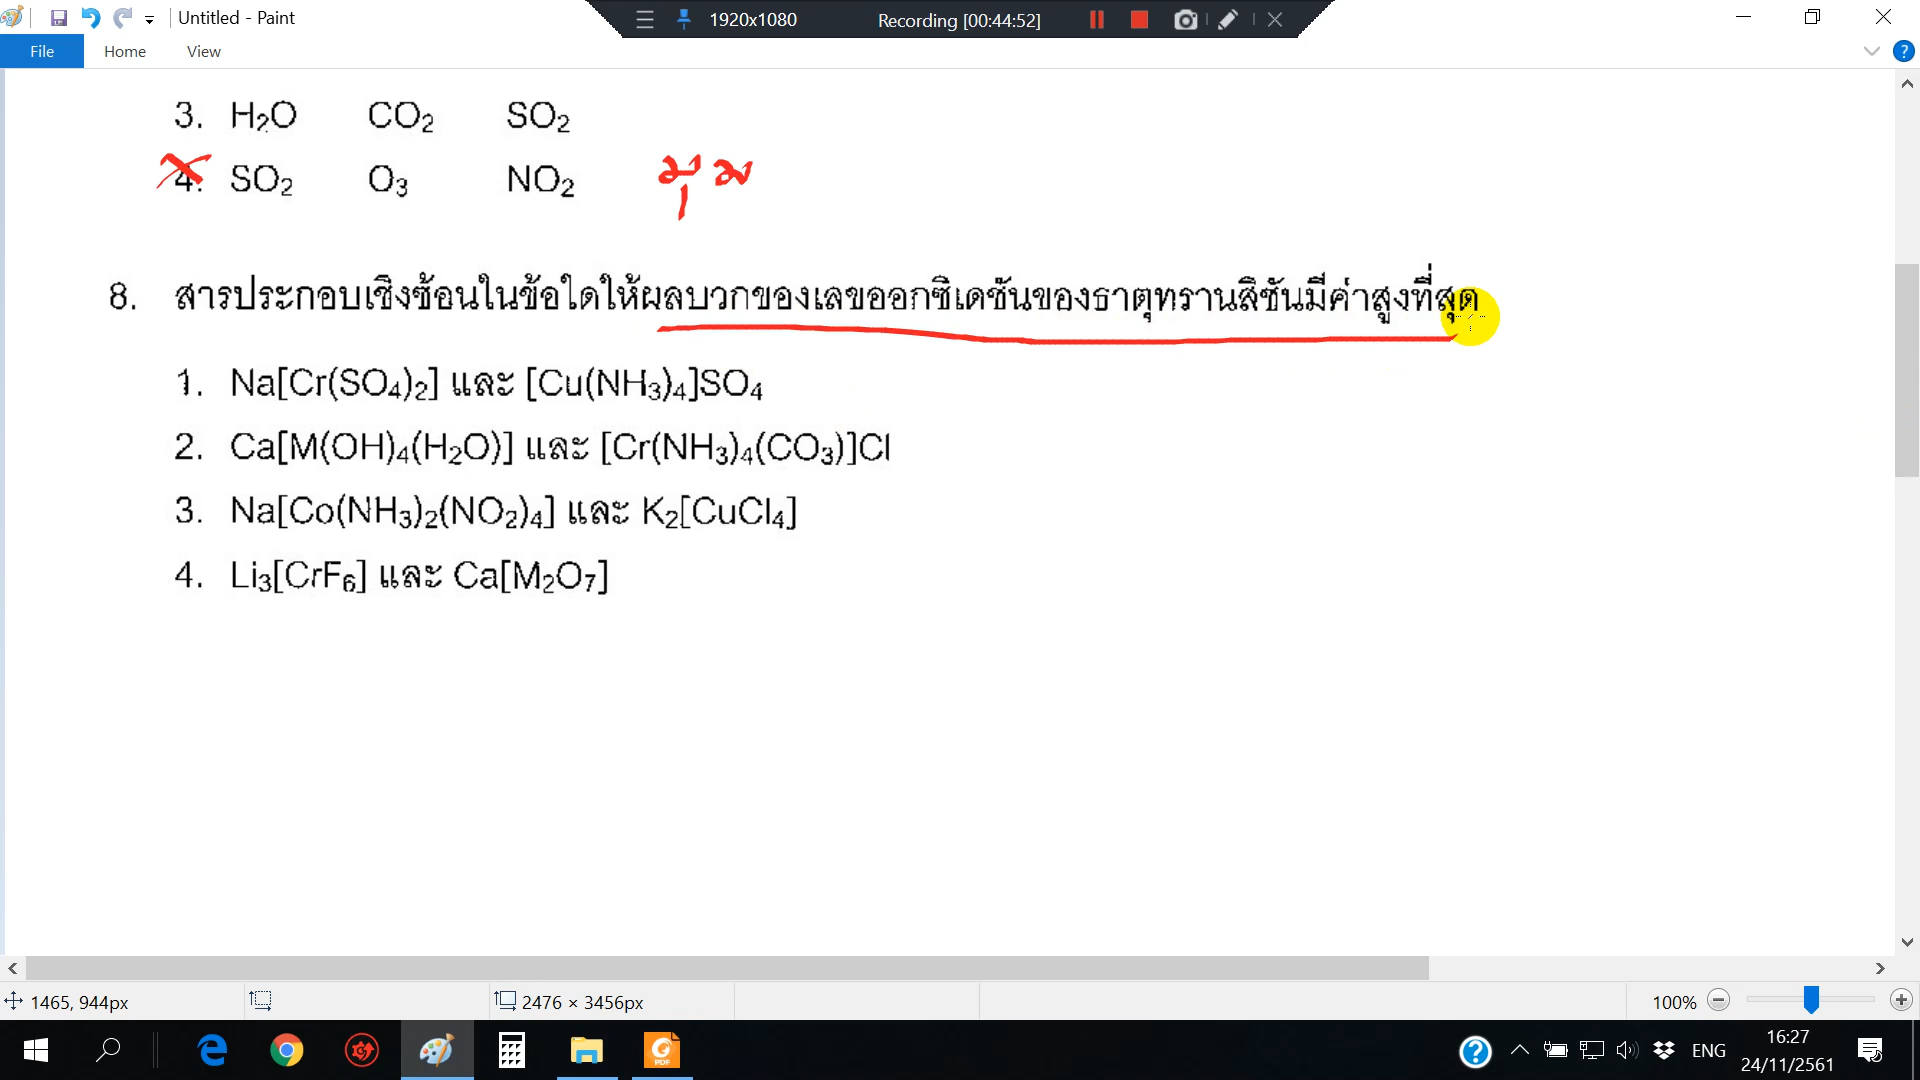 Untitled - Paint
1920x1080
Recording [00:44:52]
File
Home
View
3. H₂O CO₂ SO₂
4. SO₂ O₃ NO₂ มุม
8. สารประกอบเชิงซ้อนในข้อใดให้ผลบวกของเลขออกซิเดชันของธาตุทรานสิชันมีค่าสูงที่สุด
1. Na[Cr(SO₄)₂] และ [Cu(NH₃)₄]SO₄
2. Ca[M(OH)₄(H₂O)] และ [Cr(NH₃)₄(CO₃)]Cl
3. Na[Co(NH₃)₂(NO₂)₄] และ K₂[CuCl₄]
4. Li₃[CrF₆] และ Ca[M₂O₇]
1465, 944px
2476 × 3456px
100%
PDF
ENG
16:27
24/11/2561